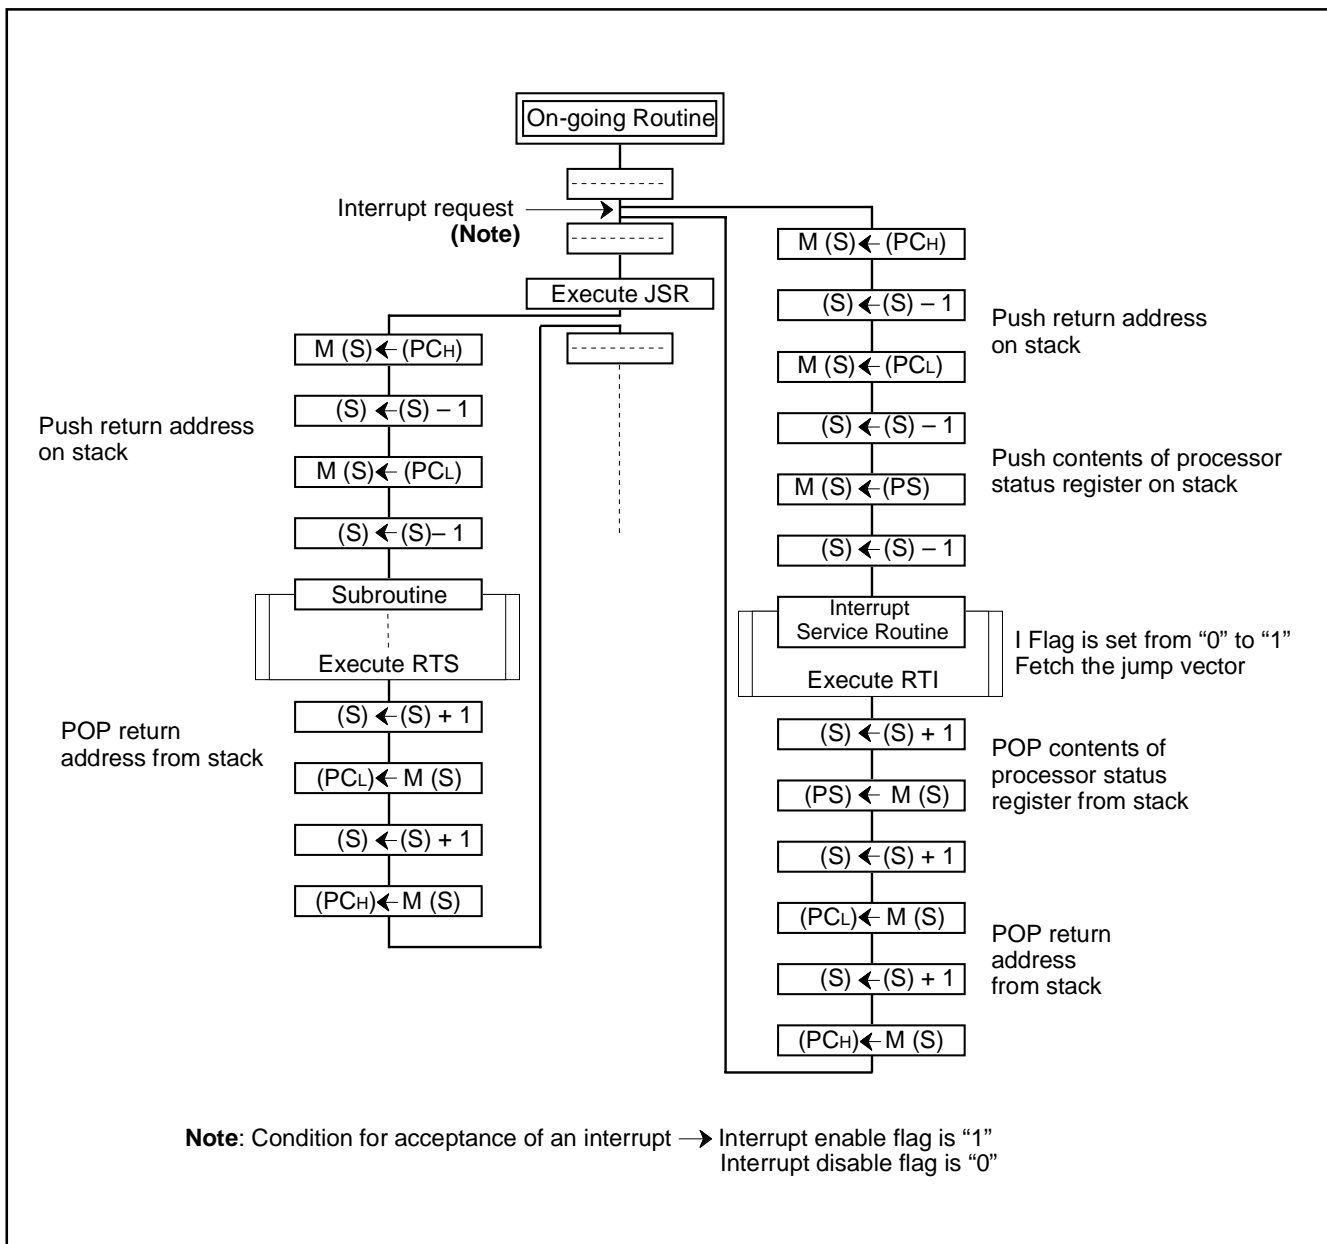 On-going Routine
Interrupt request
(Note)
Execute JSR
M (S) ← (PCH)
(S) ← (S) – 1
M (S) ← (PCL)
(S) ← (S)– 1
Push return address
on stack
Subroutine
Execute RTS
(S) ← (S) + 1
(PCL) ← M (S)
(S) ← (S) + 1
(PCH) ← M (S)
POP return
address from stack
M (S) ← (PCH)
(S) ← (S) – 1
M (S) ← (PCL)
(S) ← (S) – 1
M (S) ← (PS)
(S) ← (S) – 1
Push return address
on stack
Push contents of processor
status register on stack
Interrupt
Service Routine
Execute RTI
I Flag is set from “0” to “1”
Fetch the jump vector
(S) ← (S) + 1
(PS) ← M (S)
(S) ← (S) + 1
(PCL) ← M (S)
(S) ← (S) + 1
(PCH) ← M (S)
POP contents of
processor status
register from stack
POP return
address
from stack
Note: Condition for acceptance of an interrupt → Interrupt enable flag is “1”
Interrupt disable flag is “0”